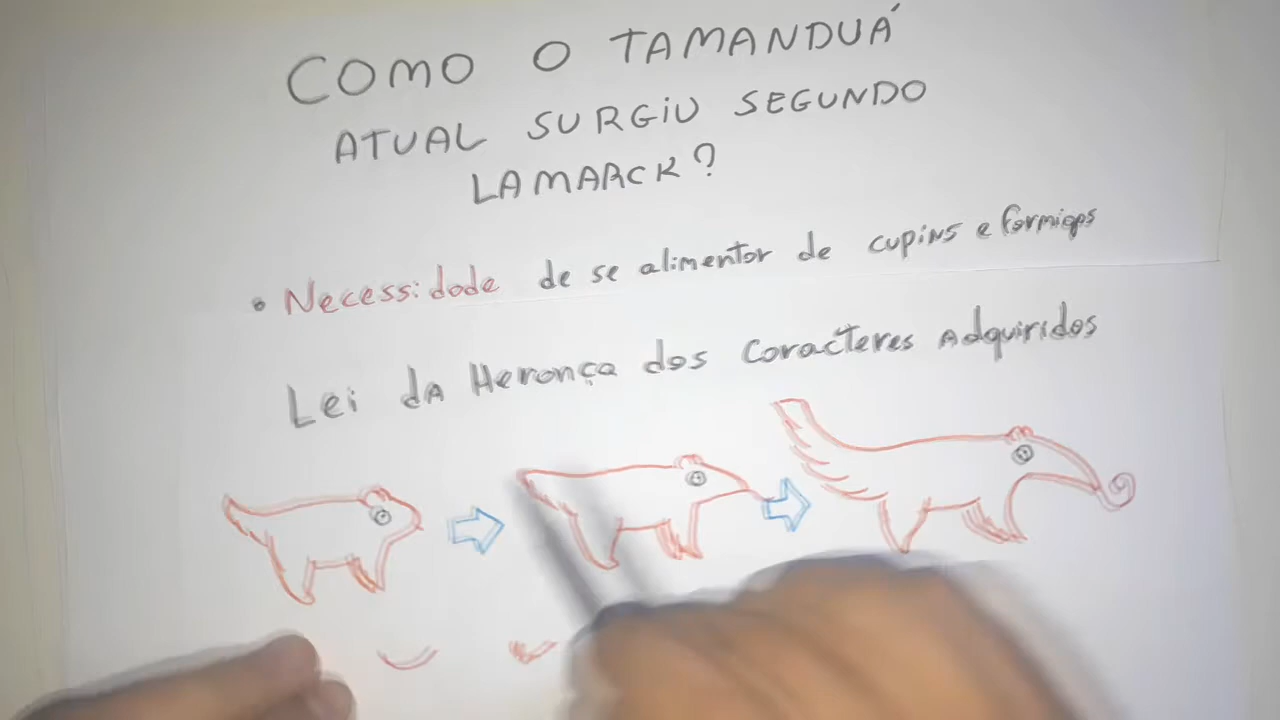 COMO O TAMANDUÁ
ATUAL SURGIU SEGUNDO
LAMARCK?
• Necessidade de se alimentar de cupins e formigas
Lei da Herança dos Caracteres Adquiridos